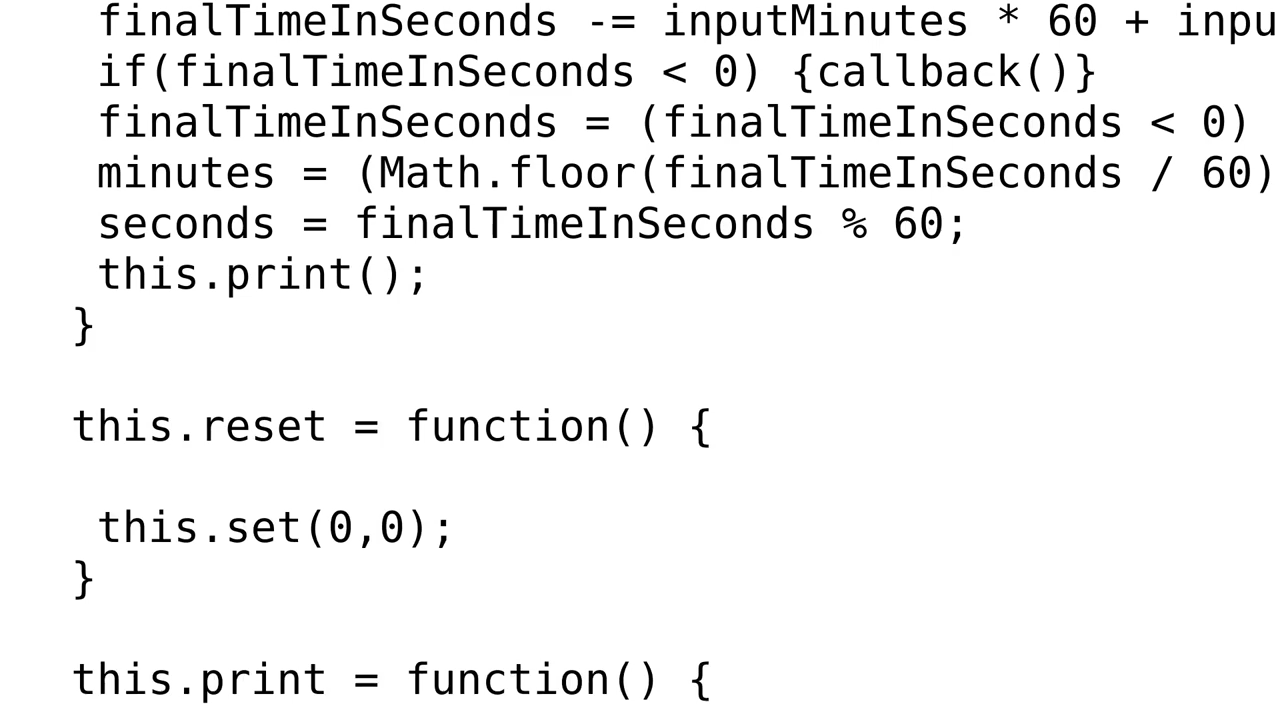 finalTimeInSeconds -= inputMinutes * 60 + inpu
if(finalTimeInSeconds < 0) {callback()}
finalTimeInSeconds = (finalTimeInSeconds < 0)
minutes = (Math.floor(finalTimeInSeconds / 60)
seconds = finalTimeInSeconds % 60;
this.print();
}
this.reset = function() {
this.set(0,0);
}
this.print = function() {